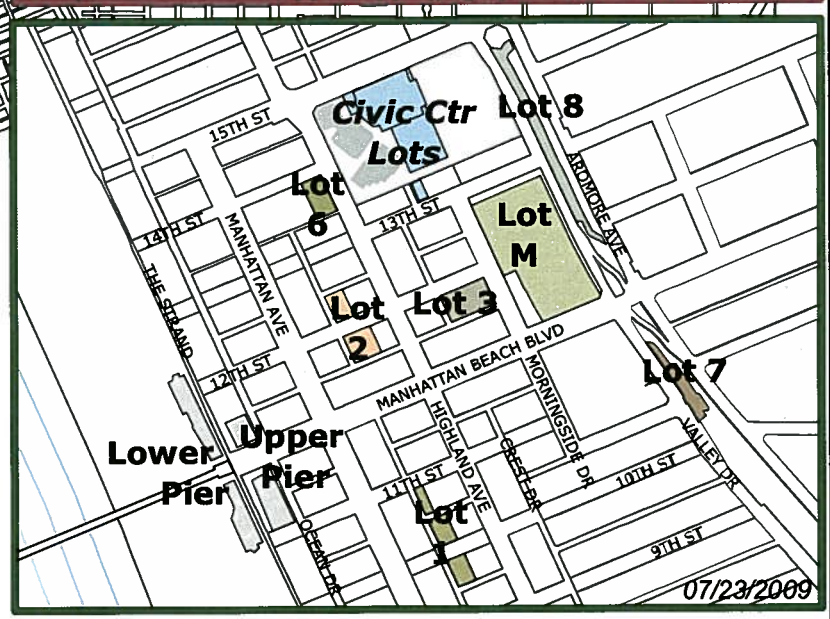 Civic Ctr
Lots
Lot 8
15TH ST
ARDMORE AVE
Lot
6
13TH ST
Lot
M
14TH ST
MANHATTAN AVE
THE STRAND
Lot
2
Lot 3
MANHATTAN BEACH BLVD
12TH ST
Lot 7
MORNINGSIDE DR
HIGHLAND AVE
CREST DR
VALLEY DR
Lower
Pier
Upper
Pier
11TH ST
10TH ST
Lot
1
OCEAN DR
9TH ST
07/23/2009